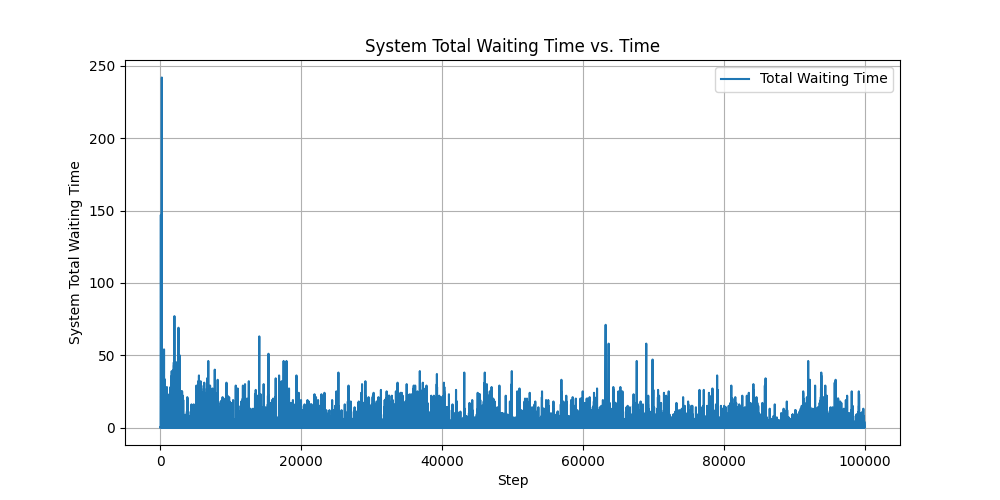 System Total Waiting Time vs. Time
Total Waiting Time
System Total Waiting Time
250
200
150
100
50
0
0 20000 40000 60000 80000 100000
Step